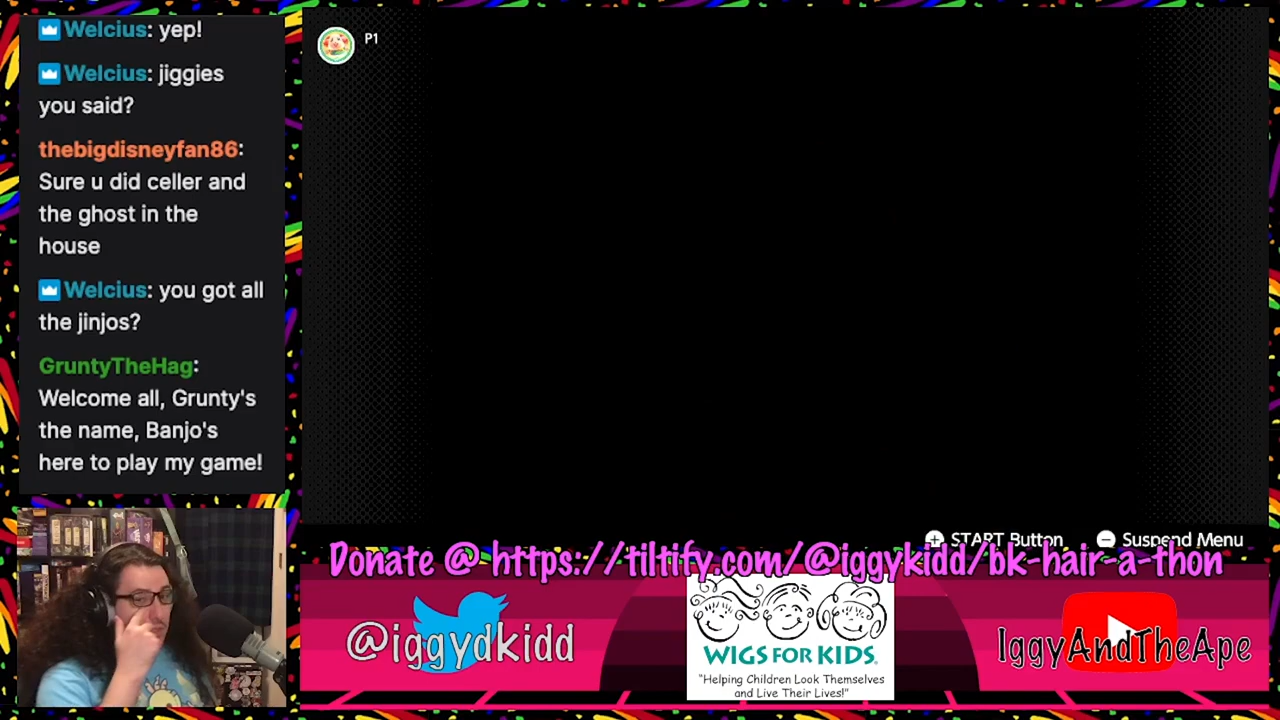 Welcius: yep!
Welcius: jiggies
you said?
thebigdisneyfan86:
Sure u did celler and
the ghost in the
house
Welcius: you got all
the jinjos?
GruntyTheHag:
Welcome all, Grunty's
the name, Banjo's
here to play my game!
P1
START Button
Suspend Menu
Donate @ https://tiltify.com/@iggykidd/bk-hair-a-thon
@iggydkidd
WIGS FOR KIDS.
"Helping Children Look Themselves
and Live Their Lives!"
IggyAndTheApe